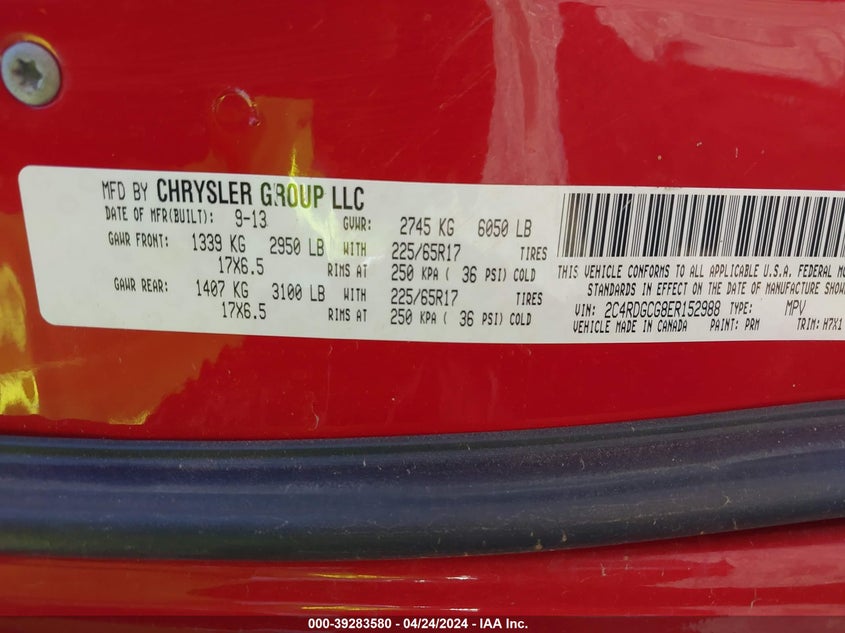 MFD BY CHRYSLER GROUP LLC
DATE OF MFR(BUILT): 9-13 GVWR: 2745 KG 6050 LB
GAWR FRONT: 1339 KG 2950 LB WITH 225/65R17 TIRES
17X6.5 RIMS AT 250 KPA ( 36 PSI) COLD
GAWR REAR: 1407 KG 3100 LB WITH 225/65R17 TIRES
17X6.5 RIMS AT 250 KPA ( 36 PSI) COLD
THIS VEHICLE CONFORMS TO ALL APPLICABLE U.S.A. FEDERAL MO
STANDARDS IN EFFECT ON THE DATE OF MANUFACTURE SHOW
VIN: 2C4RDGCG8ER152988 TYPE: MPV
VEHICLE MADE IN CANADA PAINT: PRM TRIM: H7X1
000-39283580 - 04/24/2024 - IAA Inc.